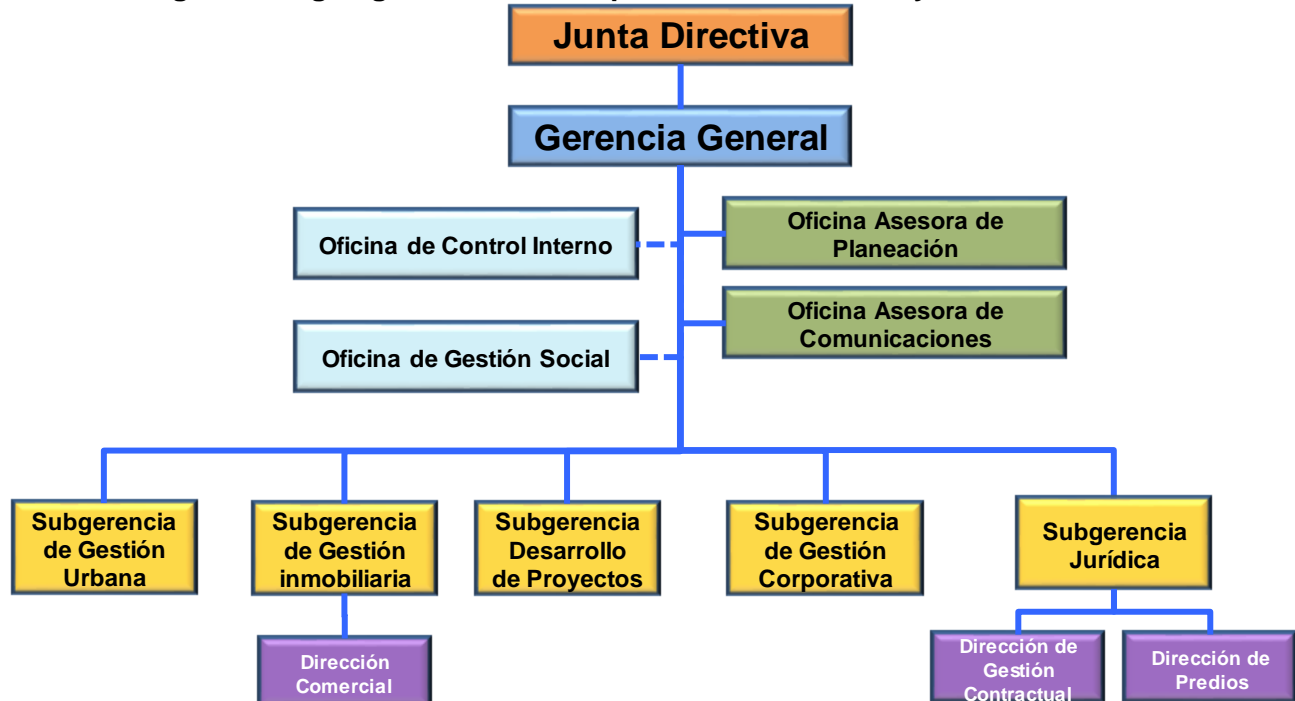 Junta Directiva
Gerencia General
Oficina de Control Interno
Oficina Asesora de
Planeación
Oficina Asesora de
Comunicaciones
Oficina de Gestión Social
Subgerencia
de Gestión
Urbana
Subgerencia
de Gestión
inmobiliaria
Subgerencia
Desarrollo
de Proyectos
Subgerencia
de Gestión
Corporativa
Subgerencia
Jurídica
Dirección
Comercial
Dirección de
Gestión
Contractual
Dirección de
Predios